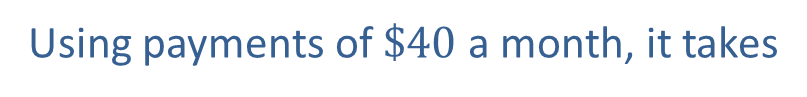 Using payments of $40 a month, it takes